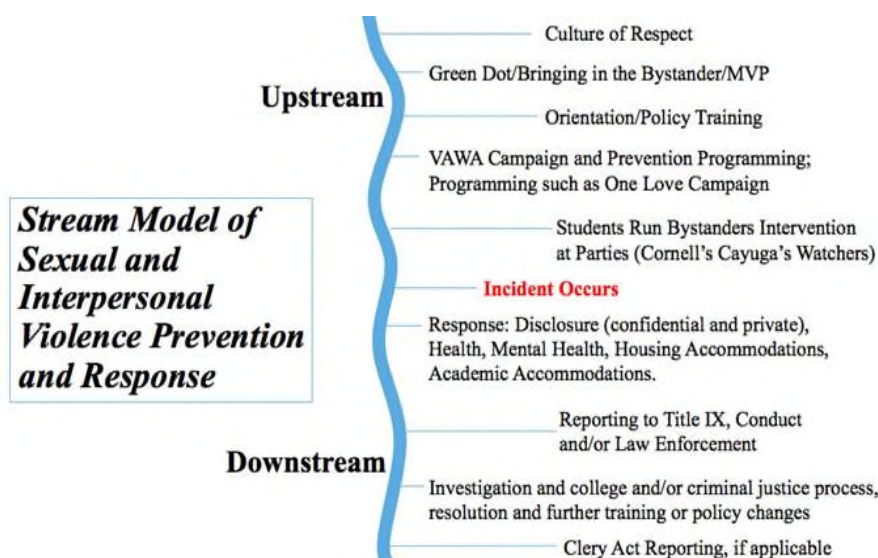 Culture of Respect
Green Dot/Bringing in the Bystander/MVP
Upstream
Orientation/Policy Training
VAWA Campaign and Prevention Programming;
Programming such as One Love Campaign
Stream Model of
Sexual and
Interpersonal
Violence Prevention
and Response
Students Run Bystanders Intervention
at Parties (Cornell's Cayuga's Watchers)
Incident Occurs
Response: Disclosure (confidential and private),
Health, Mental Health, Housing Accommodations,
Academic Accommodations.
Reporting to Title IX, Conduct
and/or Law Enforcement
Downstream
Investigation and college and/or criminal justice process,
resolution and further training or policy changes
Clery Act Reporting, if applicable